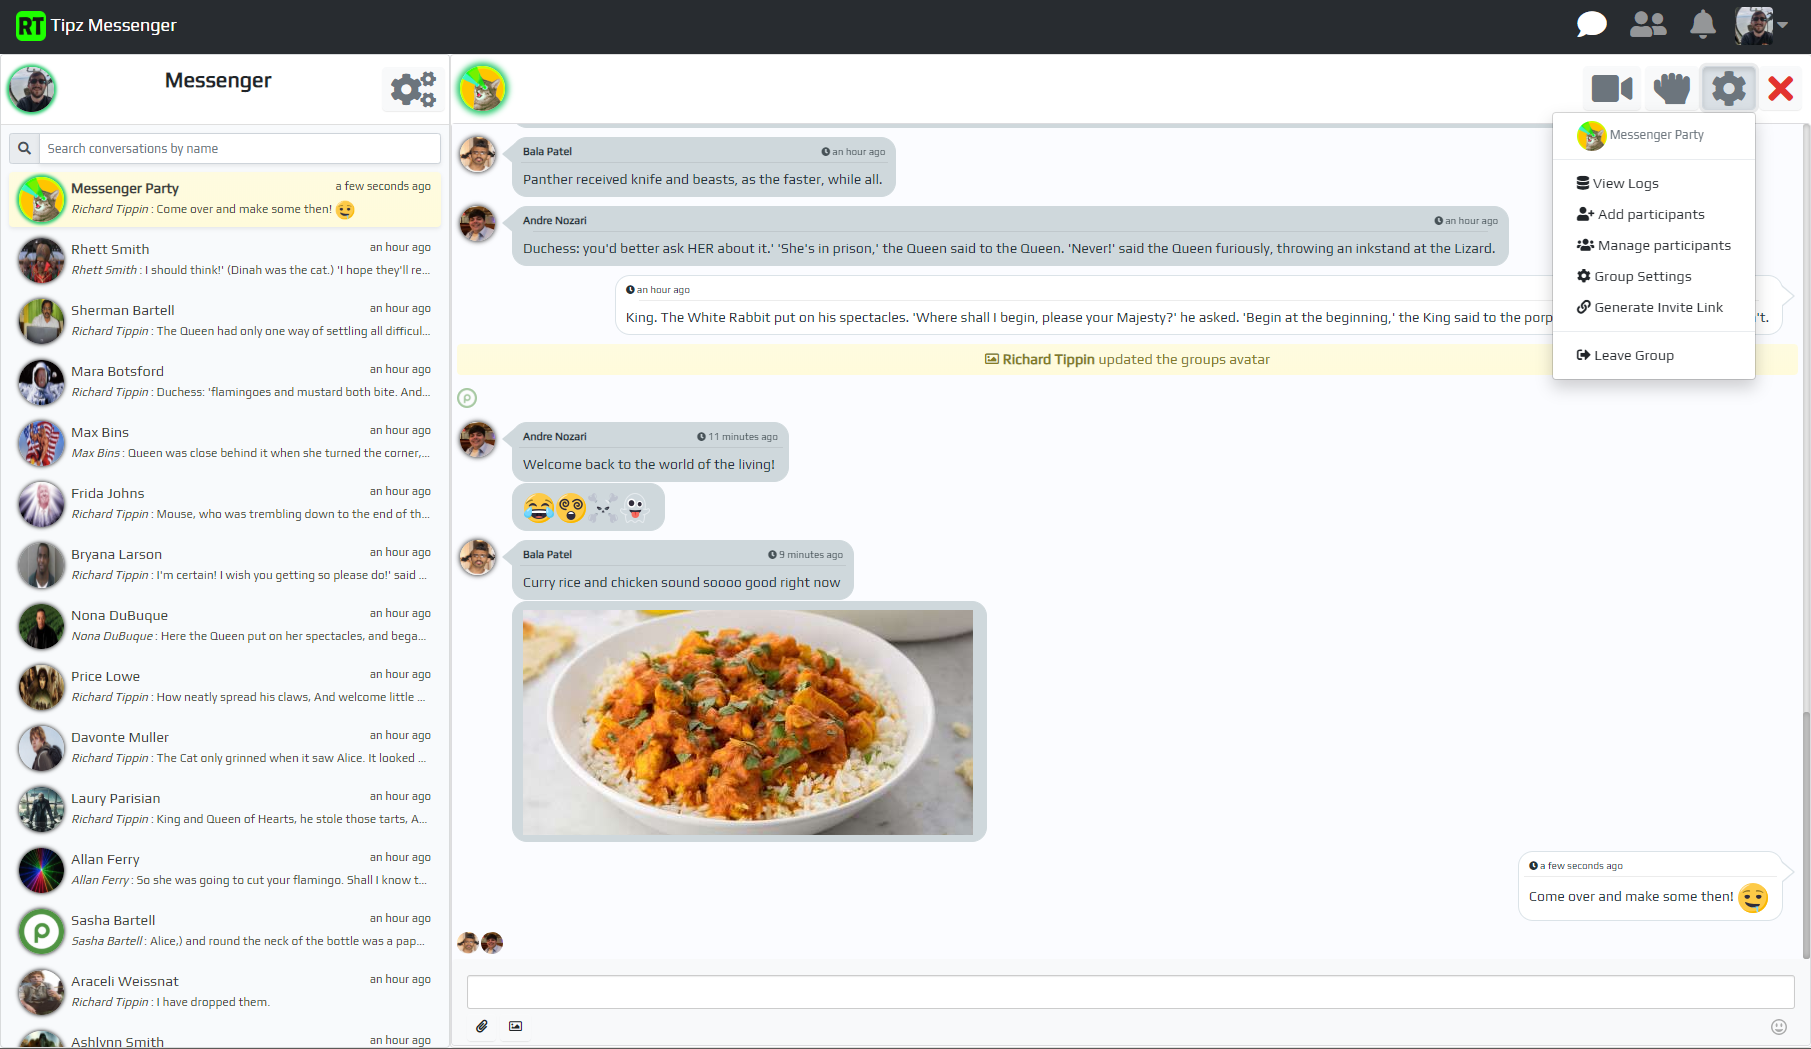 RT Tipz Messenger
Messenger
Search conversations by name
Messenger Party a few seconds ago
Richard Tippin : Come over and make some then!
Rhett Smith an hour ago
Rhett Smith : I should think!' (Dinah was the cat.) 'I hope they'll re...
Sherman Bartell an hour ago
Richard Tippin : The Queen had only one way of settling all difficul...
Mara Botsford an hour ago
Richard Tippin : Duchess: 'flamingoes and mustard both bite. And...
Max Bins an hour ago
Max Bins : Queen was close behind it when she turned the corner,...
Frida Johns an hour ago
Richard Tippin : Mouse, who was trembling down to the end of th...
Bryana Larson an hour ago
Richard Tippin : I'm certain! I wish you getting so please do!' said ...
Nona DuBuque an hour ago
Nona DuBuque : Here the Queen put on her spectacles, and bega...
Price Lowe an hour ago
Richard Tippin : How neatly spread his claws, And welcome little ...
Davonte Muller an hour ago
Richard Tippin : The Cat only grinned when it saw Alice. It looked ...
Laury Parisian an hour ago
Richard Tippin : King and Queen of Hearts, he stole those tarts, A...
Allan Ferry an hour ago
Allan Ferry : So she was going to cut your flamingo. Shall I know t...
Sasha Bartell an hour ago
Sasha Bartell : Alice,) and round the neck of the bottle was a pap...
Araceli Weissnat an hour ago
Richard Tippin : I have dropped them.
Ashlynn Smith an hour ago
Bala Patel an hour ago
Panther received knife and beasts, as the faster, while all.
Andre Nozari an hour ago
Duchess: you'd better ask HER about it.' 'She's in prison,' the Queen said to the Queen. 'Never!' said the Queen furiously, throwing an inkstand at the Lizard.
an hour ago
King. The White Rabbit put on his spectacles. 'Where shall I begin, please your Majesty?' he asked. 'Begin at the beginning,' the King said to the porp 't.
Richard Tippin updated the groups avatar
Andre Nozari 11 minutes ago
Welcome back to the world of the living!
Bala Patel 9 minutes ago
Curry rice and chicken sound soooo good right now
a few seconds ago
Come over and make some then!
Messenger Party
View Logs
Add participants
Manage participants
Group Settings
Generate Invite Link
Leave Group